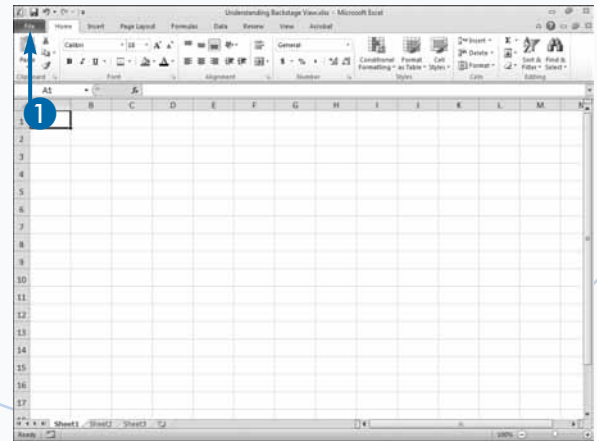 Understanding Backstage View.xlsx - Microsoft Excel
File Home Insert Page Layout Formulas Data Review View Acrobat
Calibri 11 General
Paste
B I U $ % ,
Conditional Formatting Format as Table Cell Styles
Insert
Delete
Format
Sort & Filter Find & Select
Clipboard Font Alignment Number Styles Cells Editing
A1 fx
1
B C D E F G H I J K L M N
1
2
3
4
5
6
7
8
9
10
11
12
13
14
15
16
17
Sheet1 Sheet2 Sheet3
Ready 100%